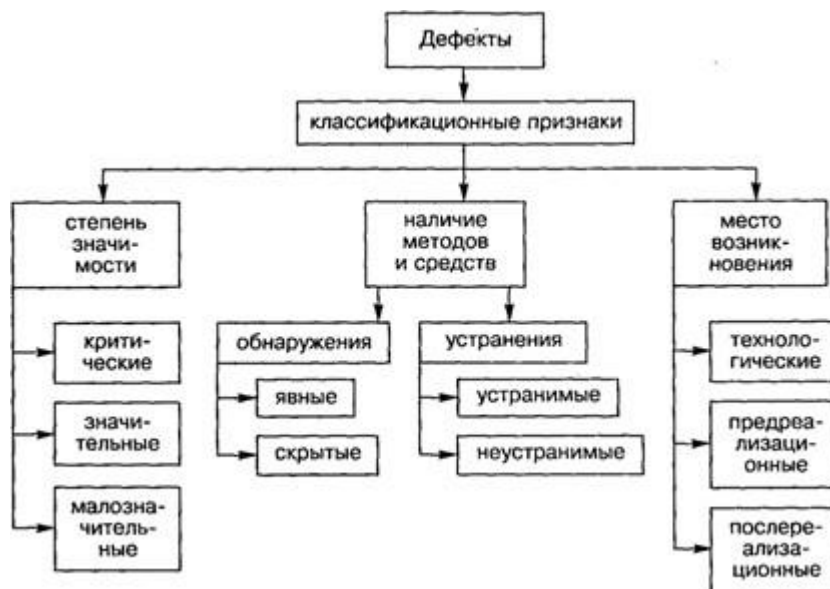 Дефекты
классификационные признаки
степень
значи-
мости
крити-
ческие
значи-
тельные
малозна-
читель-
ные
наличие
методов
и средств
обнаружения
явные
скрытые
устранения
устранимые
неустранимые
место
возник-
новения
техноло-
гические
предреа-
лизаци-
онные
послере-
ализа-
ционные